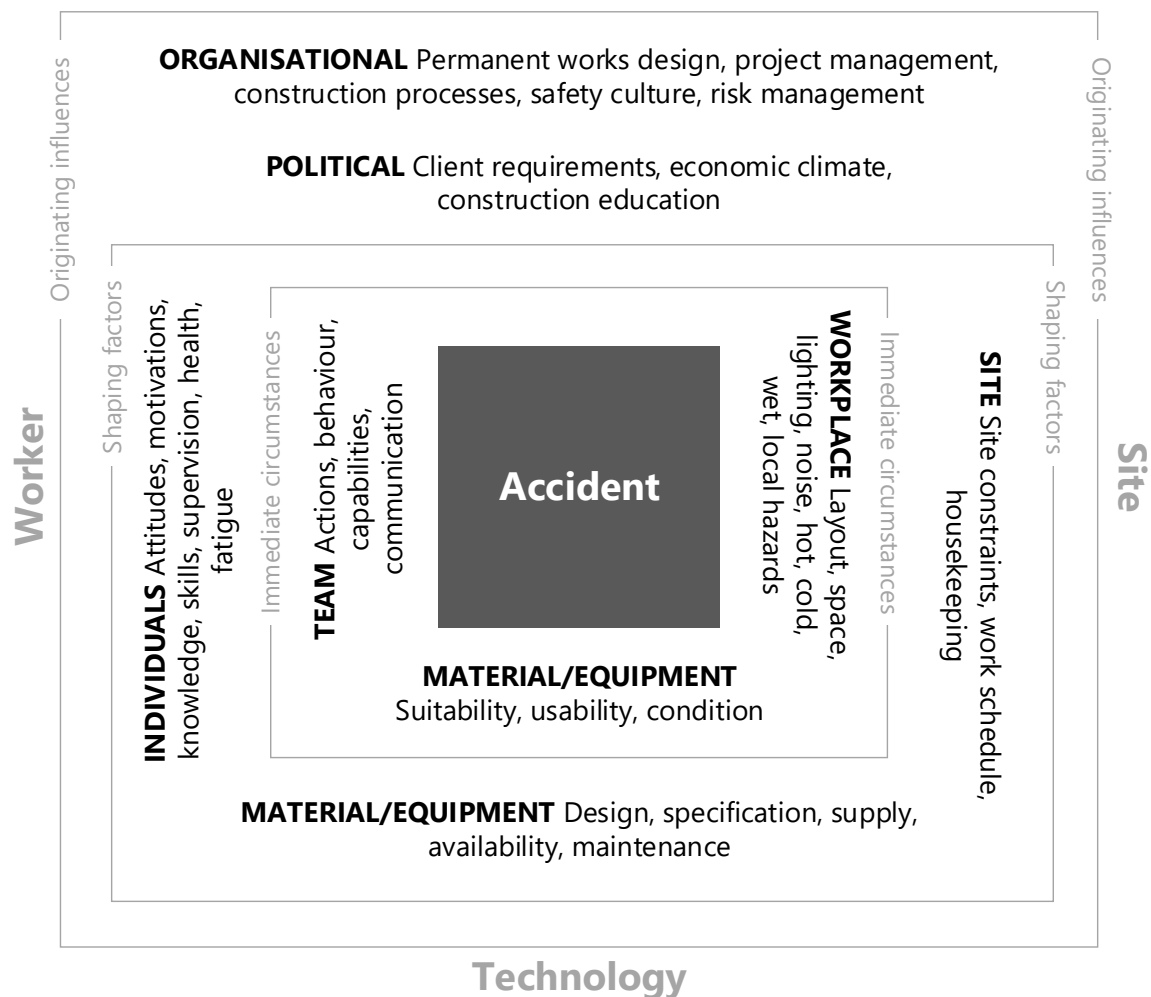 ORGANISATIONAL Permanent works design, project management,
construction processes, safety culture, risk management
POLITICAL Client requirements, economic climate,
construction education
Originating influences
Originating influences
Worker
Shaping factors
INDIVIDUALS Attitudes, motivations,
knowledge, skills, supervision, health,
fatigue
Immediate circumstances
TEAM Actions, behaviour,
capabilities,
communication
Accident
WORKPLACE Layout, space,
lighting, noise, hot, cold,
wet, local hazards
Immediate circumstances
SITE Site constraints, work schedule,
housekeeping
Shaping factors
Site
MATERIAL/EQUIPMENT
Suitability, usability, condition
MATERIAL/EQUIPMENT Design, specification, supply,
availability, maintenance
Technology